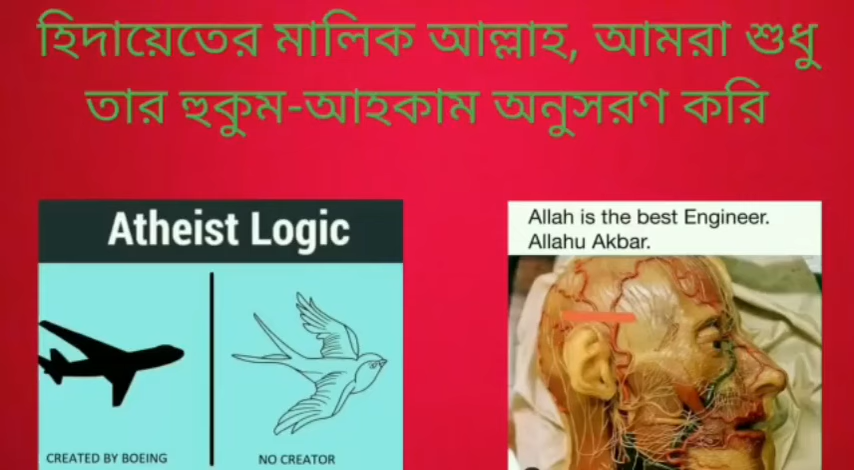 হিদায়েতের মালিক আল্লাহ, আমরা শুধু
তার হুকুম-আহকাম অনুসরণ করি
Atheist Logic
CREATED BY BOEING
NO CREATOR
Allah is the best Engineer.
Allahu Akbar.